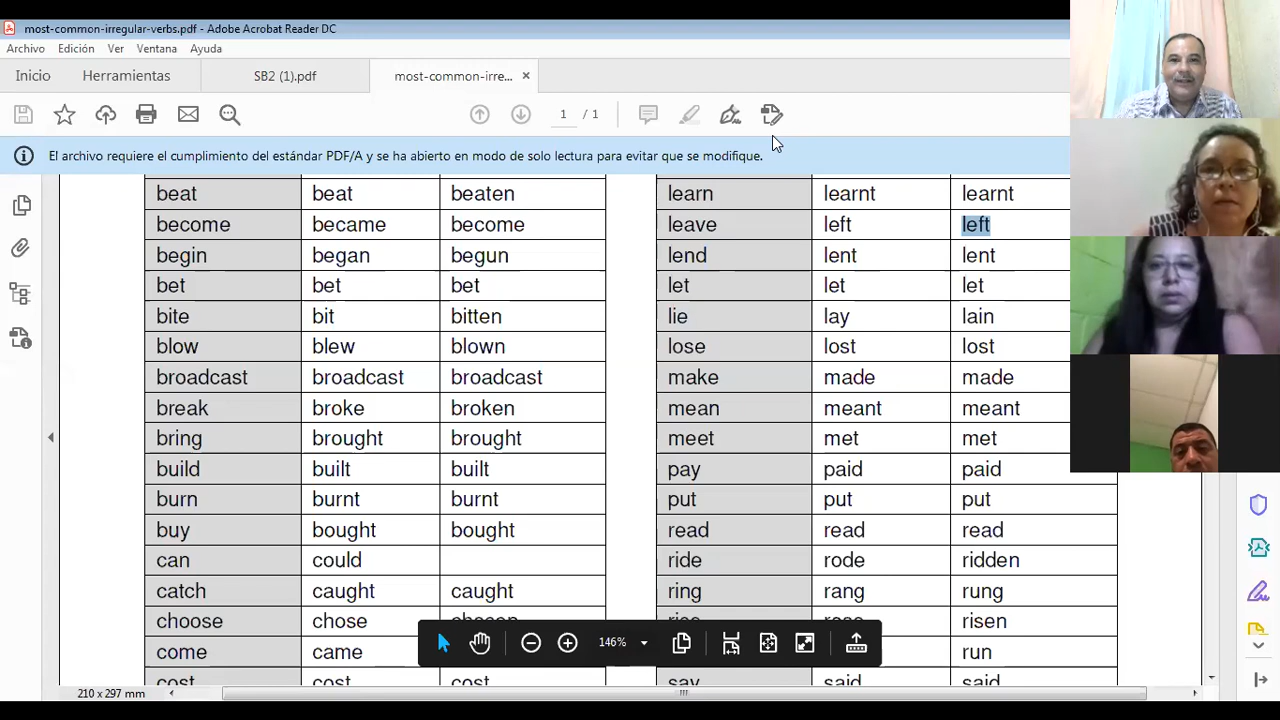 most-common-irregular-verbs.pdf - Adobe Acrobat Reader DC
Archivo Edición Ver Ventana Ayuda
Inicio Herramientas SB2 (1).pdf most-common-irre... ×
1 / 1
El archivo requiere el cumplimiento del estándar PDF/A y se ha abierto en modo de solo lectura para evitar que se modifique.
beat beat beaten learn learnt learnt
become became become leave left left
begin began begun lend lent lent
bet bet bet let let let
bite bit bitten lie lay lain
blow blew blown lose lost lost
broadcast broadcast broadcast make made made
break broke broken mean meant meant
bring brought brought meet met met
build built built pay paid paid
burn burnt burnt put put put
buy bought bought read read read
can could ride rode ridden
catch caught caught ring rang rung
choose chose chosen rise rose risen
come came run
cost cost cost say said said
146%
210 x 297 mm